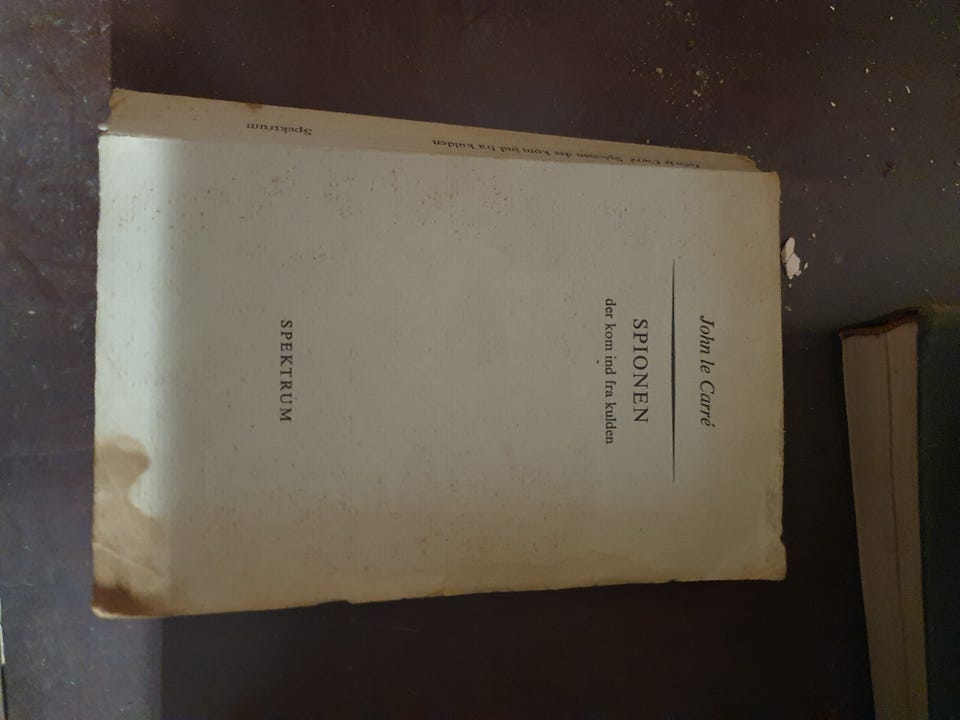 John le Carré
SPIONEN
der kom ind fra kulden
SPEKTRUM
John le Carré Spionen der kom ind fra kulden
Spektrum